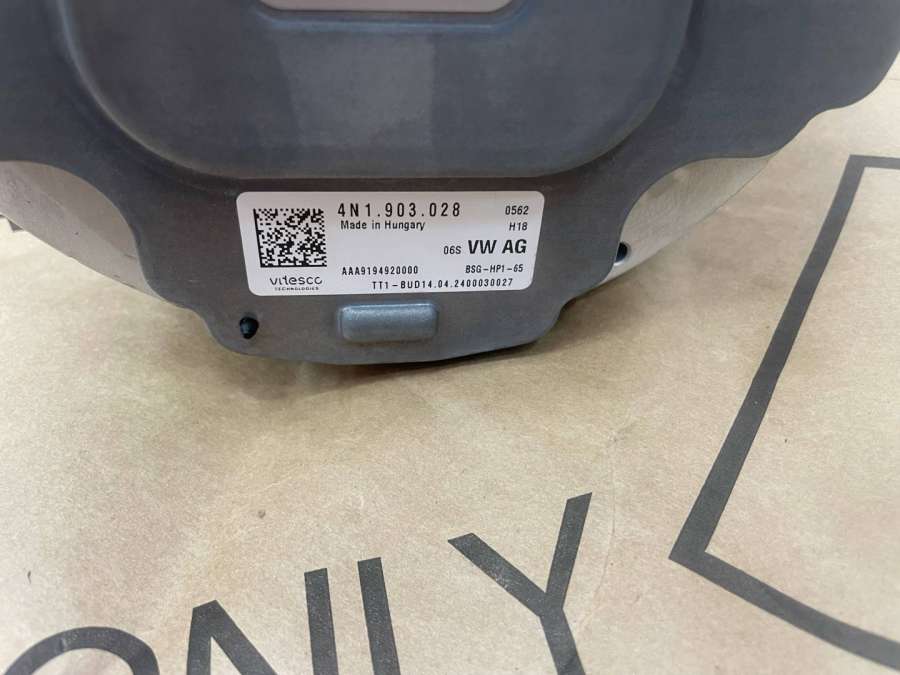 4N1.903.028
0562
Made in Hungary
H18
06S VW AG
AAA9194920000
BSG-HP1-65
vitesco
TECHNOLOGIES
TT1-BUD14.04.2400030027
ONLY